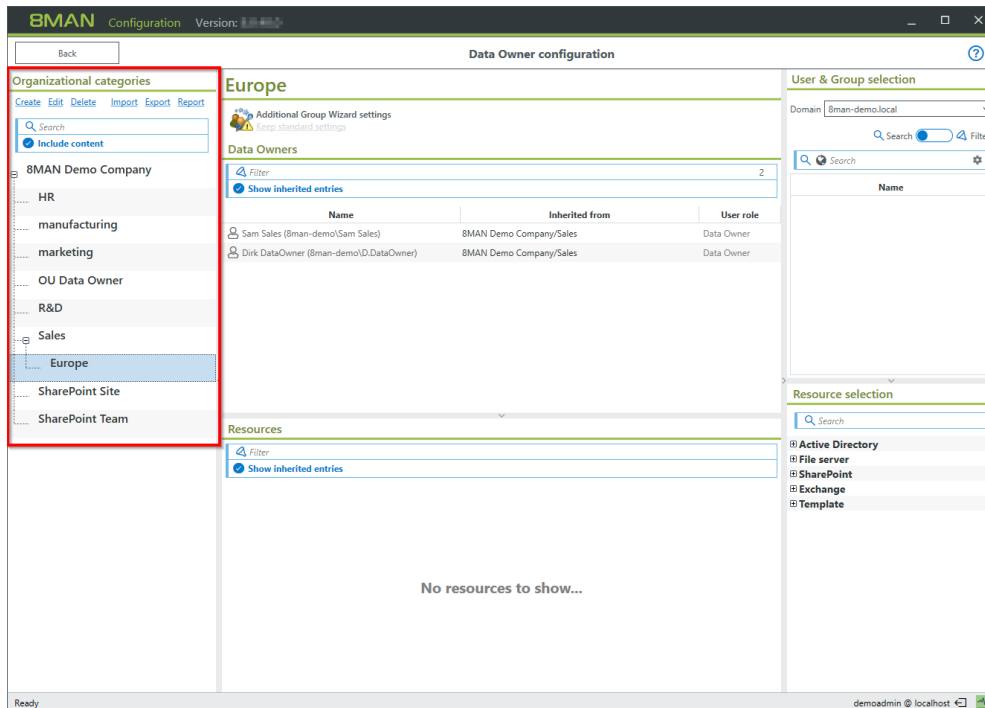 8MAN Configuration Version:
Back
Data Owner configuration
Organizational categories
Create Edit Delete Import Export Report
Search
Include content
8MAN Demo Company
HR
manufacturing
marketing
OU Data Owner
R&D
Sales
Europe
SharePoint Site
SharePoint Team
Europe
Additional Group Wizard settings
Keep standard settings
Data Owners
Filter 2
Show inherited entries
Name Inherited from User role
Sam Sales (8man-demo\Sam Sales) 8MAN Demo Company/Sales Data Owner
Dirk DataOwner (8man-demo\D.DataOwner) 8MAN Demo Company/Sales Data Owner
Resources
Filter
Show inherited entries
No resources to show...
User & Group selection
Domain 8man-demo.local
Search Filte
Search
Name
Resource selection
Search
Active Directory
File server
SharePoint
Exchange
Template
Ready
demoadmin @ localhost